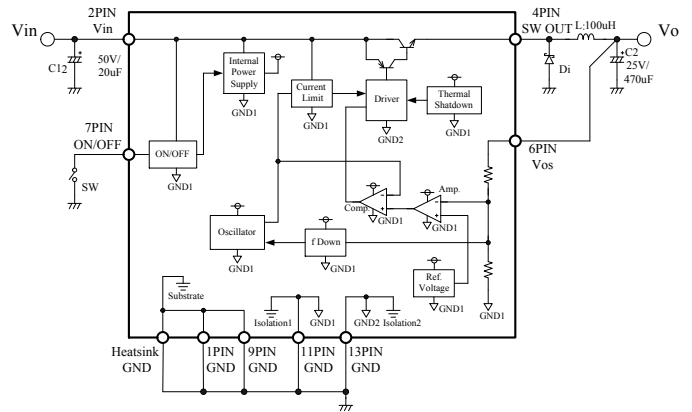 Vin
2PIN
Vin
4PIN
SW OUT
L:100uH
Vo
C12
50V/
20uF
Internal
Power
Supply
GND1
Current
Limit
GND1
Driver
GND2
Thermal
Shatdown
GND1
Di
C2
25V/
470uF
7PIN
ON/OFF
SW
ON/OFF
GND1
6PIN
Vos
Comp.
GND1
Amp.
GND1
Oscillator
GND1
f Down
GND1
Ref.
Voltage
GND1
GND1
Substrate
Isolation1
GND1
GND2
Isolation2
Heatsink
GND
1PIN
GND
9PIN
GND
11PIN
GND
13PIN
GND